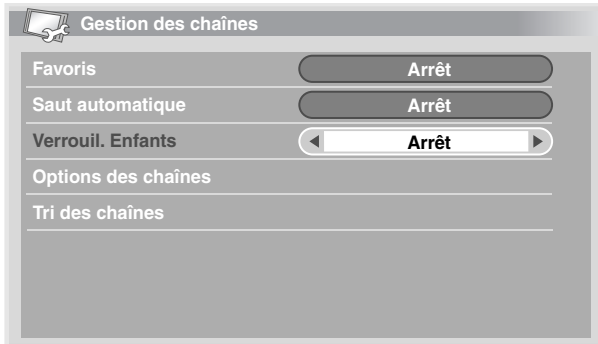 Gestion des chaînes
Favoris Arrêt
Saut automatique Arrêt
Verrouil. Enfants Arrêt
Options des chaînes
Tri des chaînes